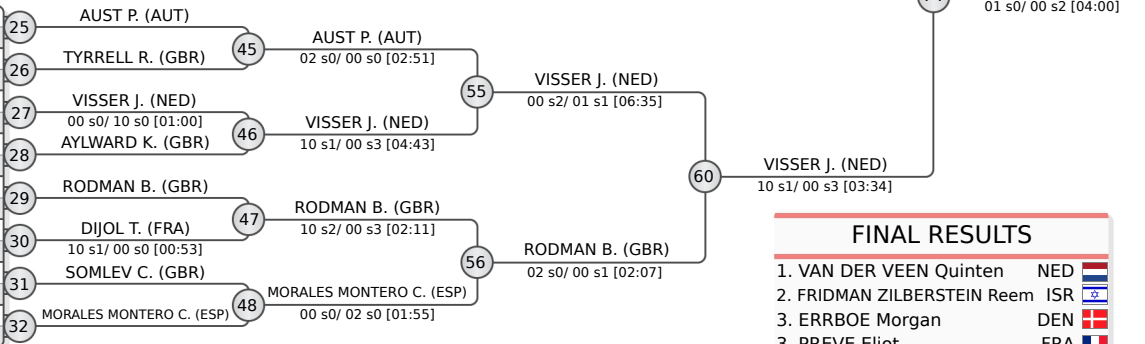 01 s0/ 00 s2 [04:00]
25
AUST P. (AUT)
45
AUST P. (AUT)
02 s0/ 00 s0 [02:51]
26
TYRRELL R. (GBR)
55
VISSER J. (NED)
00 s2/ 01 s1 [06:35]
27
VISSER J. (NED)
00 s0/ 10 s0 [01:00]
46
VISSER J. (NED)
10 s1/ 00 s3 [04:43]
28
AYLWARD K. (GBR)
60
VISSER J. (NED)
10 s1/ 00 s3 [03:34]
29
RODMAN B. (GBR)
47
RODMAN B. (GBR)
10 s2/ 00 s3 [02:11]
30
DIJOL T. (FRA)
10 s1/ 00 s0 [00:53]
56
RODMAN B. (GBR)
02 s0/ 00 s1 [02:07]
31
SOMLEV C. (GBR)
48
MORALES MONTERO C. (ESP)
00 s0/ 02 s0 [01:55]
32
MORALES MONTERO C. (ESP)
FINAL RESULTS
1. VAN DER VEEN Quinten NED
2. FRIDMAN ZILBERSTEIN Reem ISR
3. ERRBOE Morgan DEN
3. PREVE Eliot FRA